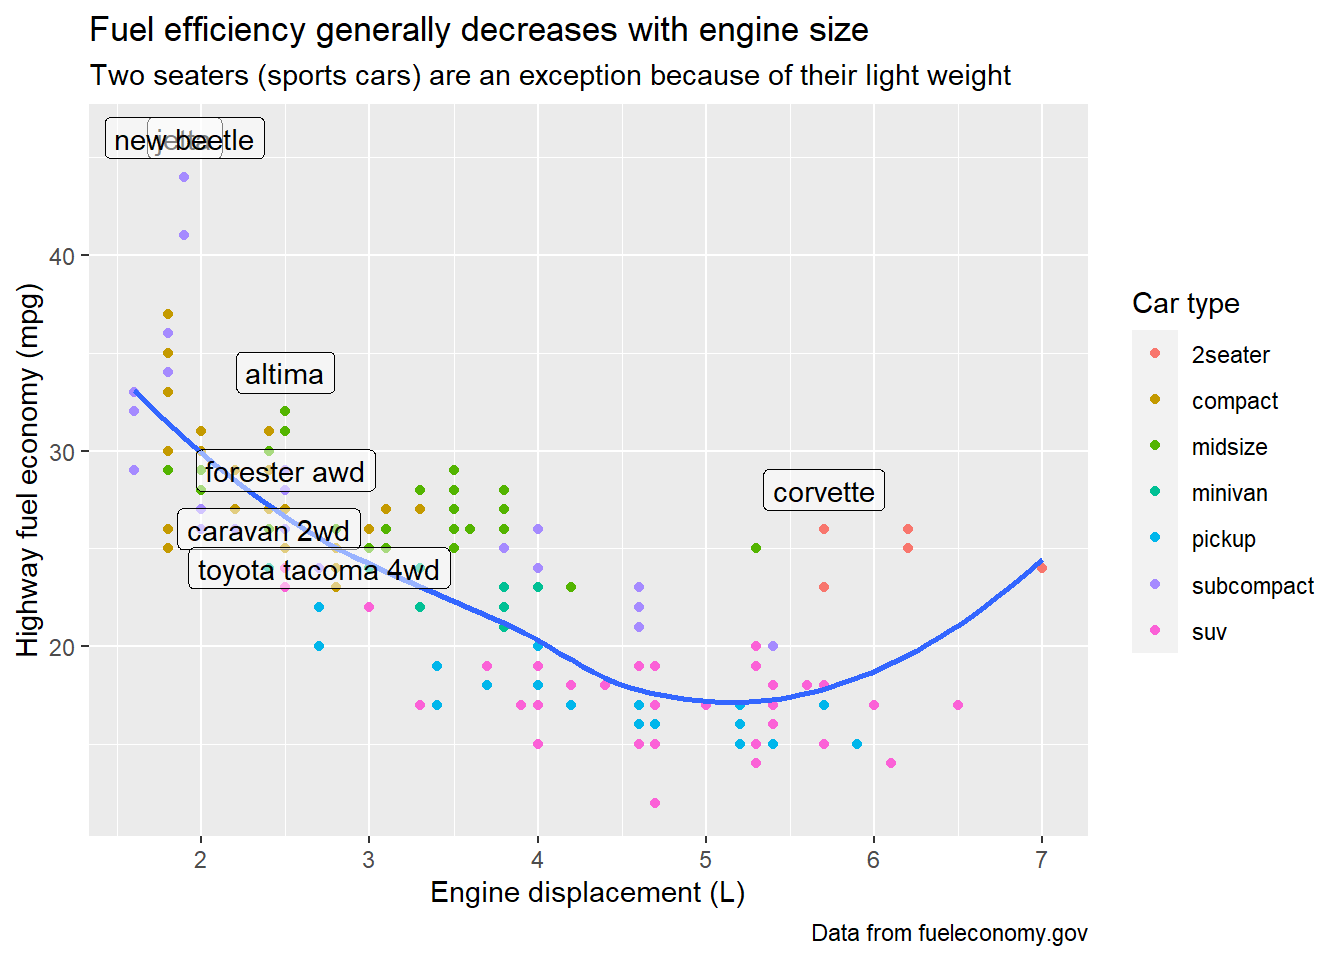 Fuel efficiency generally decreases with engine size
Two seaters (sports cars) are an exception because of their light weight
new beetle
jetta
altima
forester awd
corvette
caravan 2wd
toyota tacoma 4wd
40
30
20
Highway fuel economy (mpg)
2 3 4 5 6 7
Engine displacement (L)
Car type
2seater
compact
midsize
minivan
pickup
subcompact
suv
Data from fueleconomy.gov